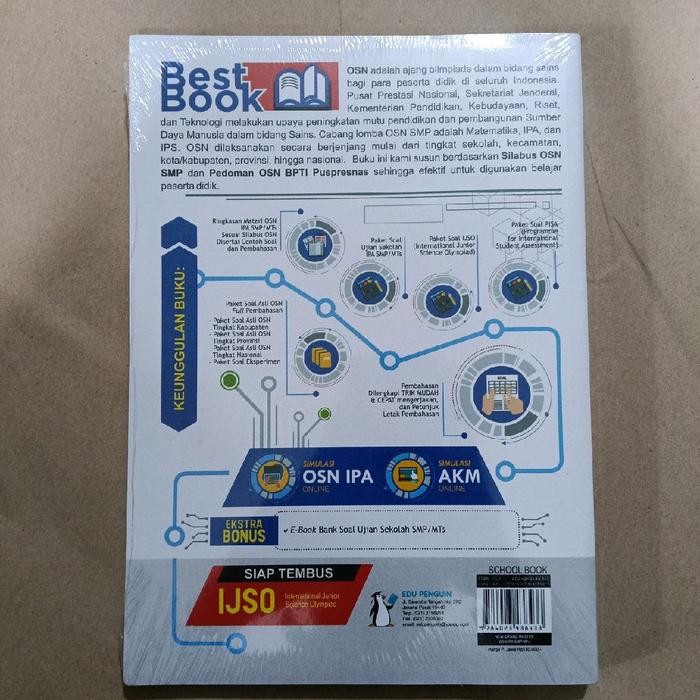 Best
Book
OSN adalah ajang olimpiade dalam bidang sains
bagi para peserta didik di seluruh Indonesia.
Pusat Prestasi Nasional, Sekretariat Jenderal,
Kementerian Pendidikan, Kebudayaan, Riset,
dan Teknologi melakukan upaya peningkatan mutu pendidikan dan pembangunan Sumber
Daya Manusia dalam bidang Sains. Cabang lomba OSN SMP adalah Matematika, IPA, dan
IPS. OSN dilaksanakan secara berjenjang mulai dari tingkat sekolah, kecamatan,
kota/kabupaten, provinsi, hingga nasional. Buku ini kami susun berdasarkan Silabus OSN
SMP dan Pedoman OSN BPTI Puspresnas sehingga efektif untuk digunakan belajar
peserta didik.
KEUNGGULAN BUKU:
Ringkasan Materi OSN
IPA SMP/MTs
Sesuai Silabus OSN
Disertai Contoh Soal
dan Pembahasan
Paket Soal
Ujian Sekolah
IPA SMP/MTs
Paket Soal IJSO
(International Junior
Science Olympiad)
Paket Soal PISA
(Programme
for International
Student Assessment)
Paket Soal Asli OSN
Full Pembahasan
- Paket Soal Asli OSN
Tingkat Kabupaten
- Paket Soal Asli OSN
Tingkat Provinsi
- Paket Soal Asli OSN
Tingkat Nasional
- Paket Soal Eksperimen
Pembahasan
Dilengkapi TRIK MUDAH
& CEPAT mengerjakan,
dan Petunjuk
Letak Pembahasan
SIMULASI
OSN IPA
ONLINE
SIMULASI
AKM
ONLINE
EKSTRA
BONUS
✓ E-Book Bank Soal Ujian Sekolah SMP/MTs
SIAP TEMBUS
IJSO
International Junior
Science Olympiad
EDU PENGUIN
SCHOOL BOOK